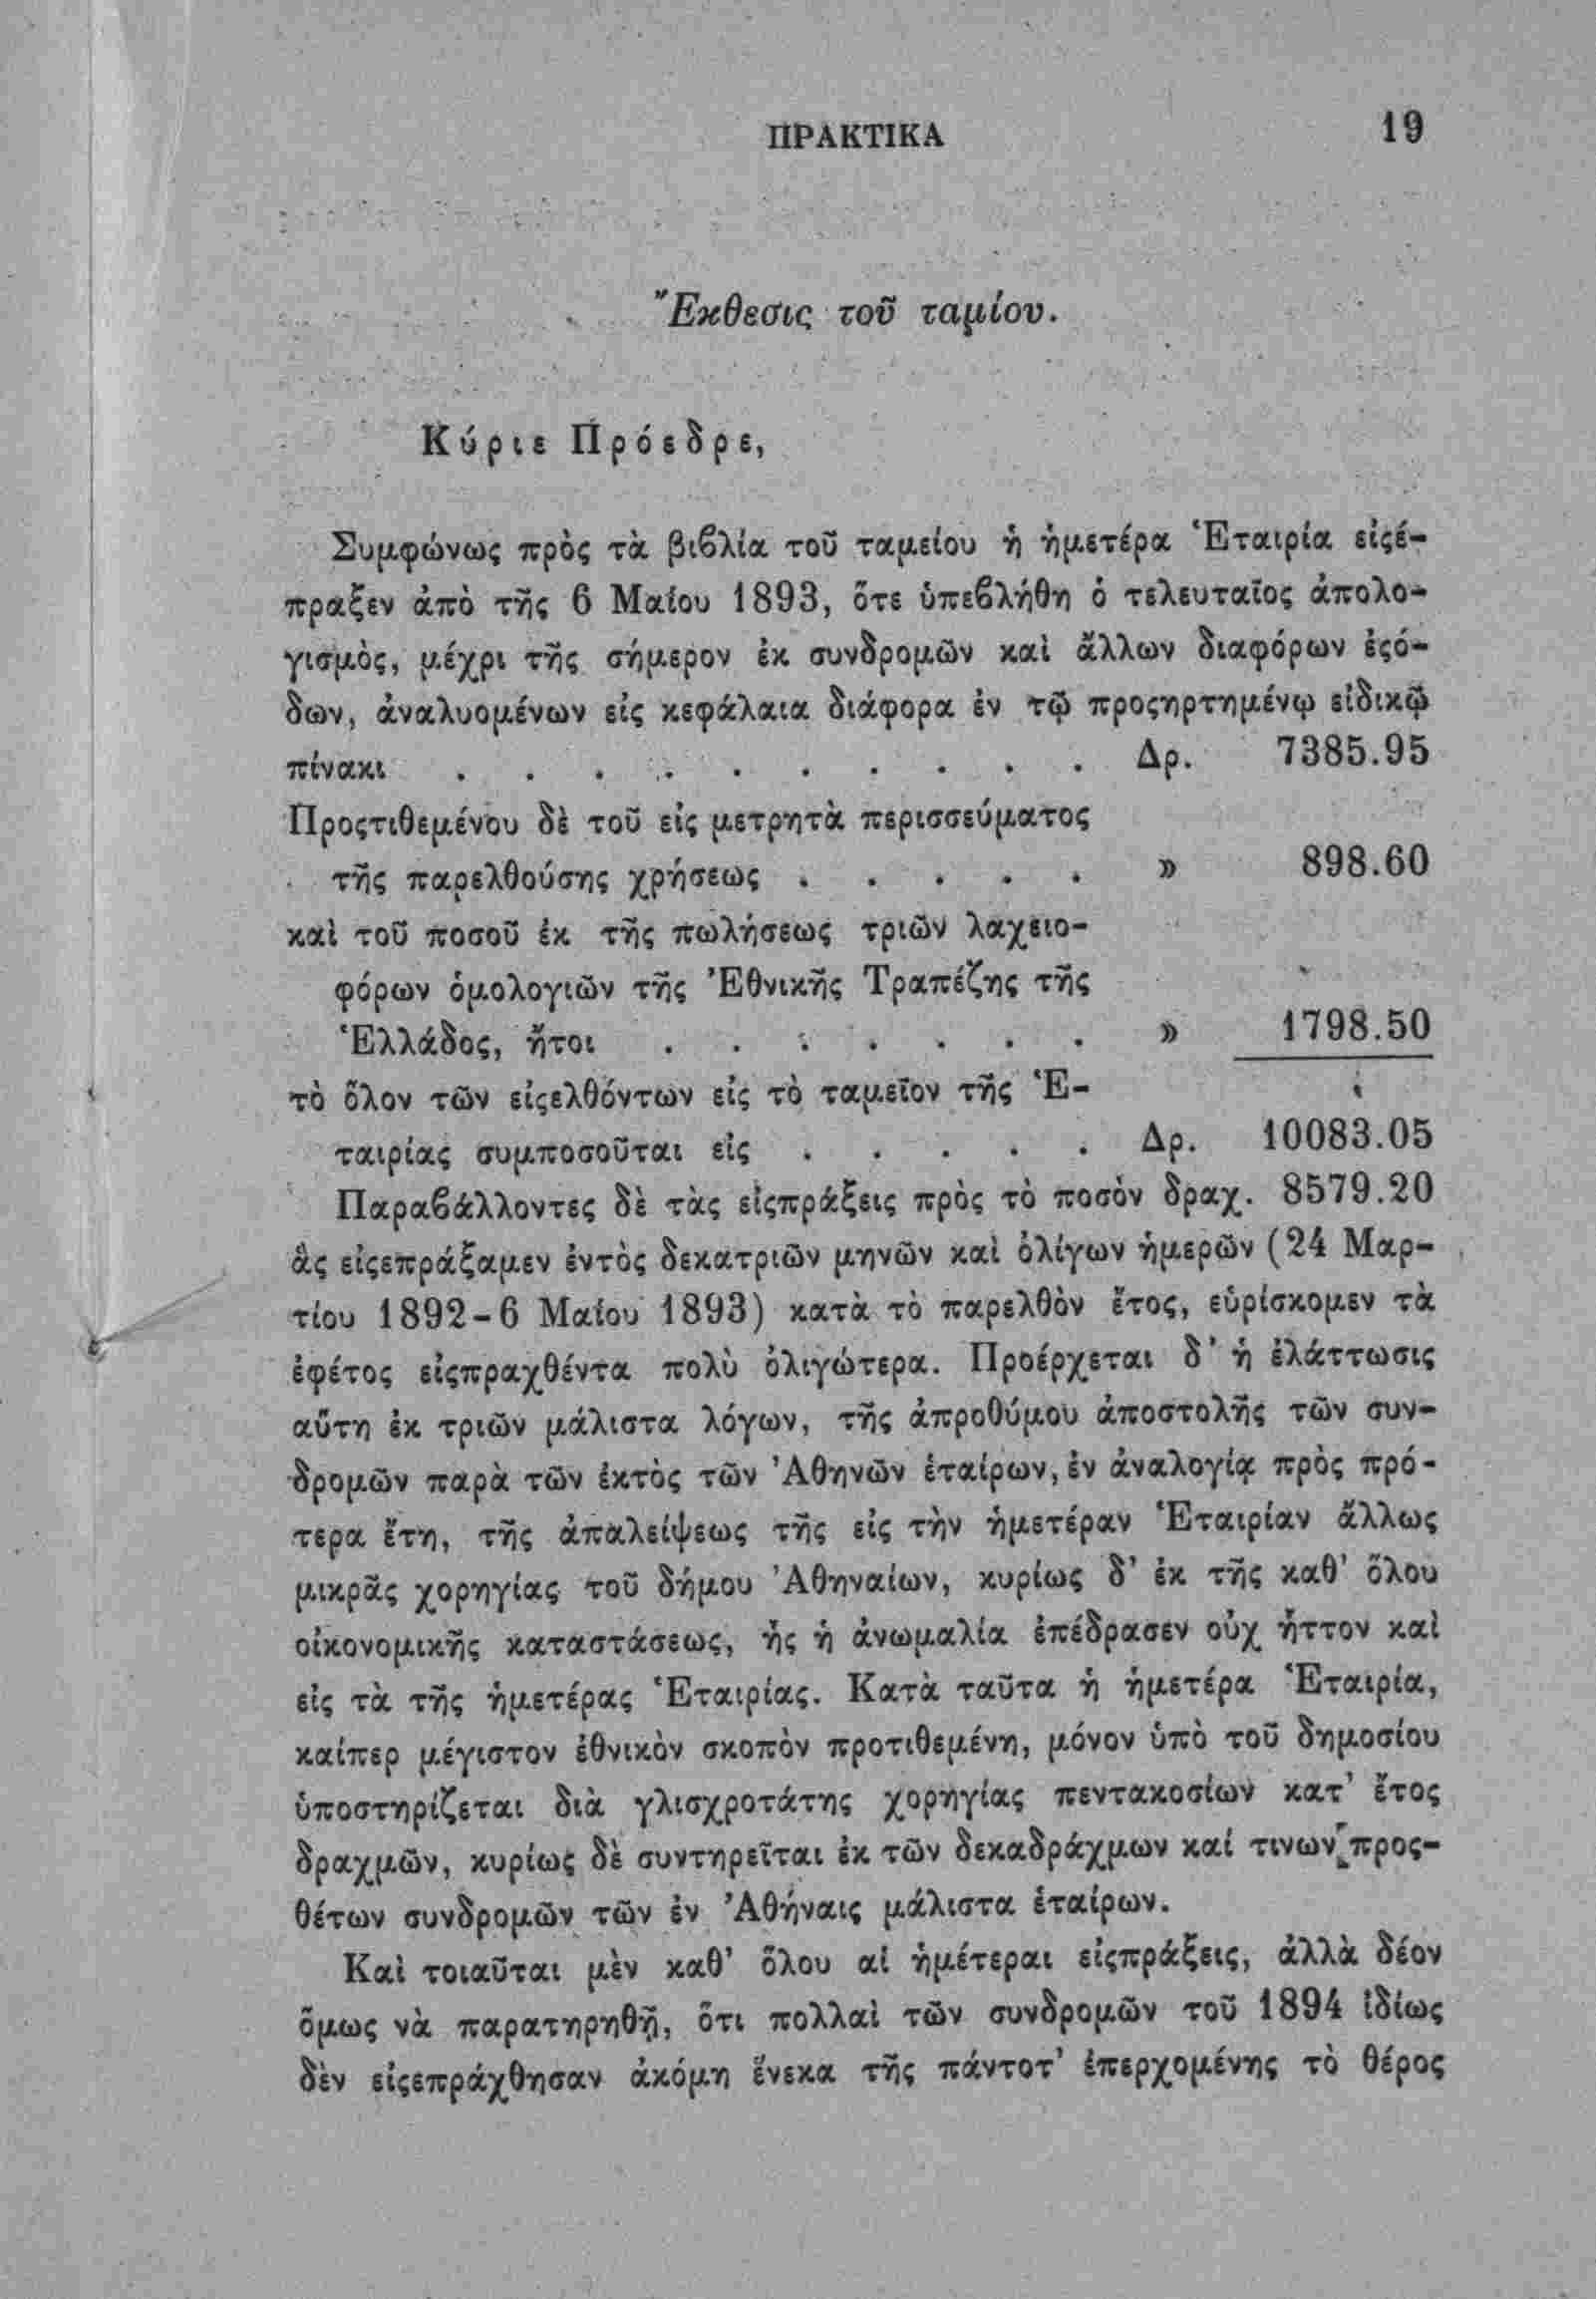 ΠΡΑΚΤΙΚΑ 19
Ἔκθεσις τοῦ ταμίου.
Κύριε Πρόεδρε,
Συμφώνως πρὸς τὰ βιβλία τοῦ ταμείου ἡ ἡμετέρα Ἑταιρία εἰςέ-
πραξεν ἀπὸ τῆς 6 Μαΐου 1893, ὅτε ὑπεβλήθη ὁ τελευταῖος ἀπολο-
γισμὸς, μέχρι τῆς σήμερον ἐκ συνδρομῶν καὶ ἄλλων διαφόρων ἐςό-
δων, ἀναλυομένων εἰς κεφάλαια διάφορα ἐν τῷ προςηρτημένῳ εἰδικῷ
πίνακι . . . . . . . . . . Δρ. 7385.95
Προςτιθεμένου δὲ τοῦ εἰς μετρητὰ περισσεύματος
τῆς παρελθούσης χρήσεως . . . . . » 898.60
καὶ τοῦ ποσοῦ ἐκ τῆς πωλήσεως τριῶν λαχειο-
φόρων ὁμολογιῶν τῆς Ἐθνικῆς Τραπέζης τῆς
Ἑλλάδος, ἤτοι . . . . . . . » 1798.50
τὸ ὅλον τῶν εἰςελθόντων εἰς τὸ ταμεῖον τῆς Ἑ-
ταιρίας συμποσοῦται εἰς . . . . . Δρ. 10083.05
Παραβάλλοντες δὲ τὰς εἰςπράξεις πρὸς τὸ ποσὸν δραχ. 8579.20
ἃς εἰςεπράξαμεν ἐντὸς δεκατριῶν μηνῶν καὶ ὀλίγων ἡμερῶν (24 Μαρ-
τίου 1892-6 Μαΐου 1893) κατὰ τὸ παρελθὸν ἔτος, εὑρίσκομεν τὰ
ἐφέτος εἰςπραχθέντα πολὺ ὀλιγώτερα. Προέρχεται δ' ἡ ἐλάττωσις
αὕτη ἐκ τριῶν μάλιστα λόγων, τῆς ἀπροθύμου ἀποστολῆς τῶν συν-
δρομῶν παρὰ τῶν ἐκτὸς τῶν Ἀθηνῶν ἑταίρων, ἐν ἀναλογίᾳ πρὸς πρό-
τερα ἔτη, τῆς ἀπαλείψεως τῆς εἰς τὴν ἡμετέραν Ἑταιρίαν ἄλλως
μικρᾶς χορηγίας τοῦ δήμου Ἀθηναίων, κυρίως δ' ἐκ τῆς καθ' ὅλου
οἰκονομικῆς καταστάσεως, ἧς ἡ ἀνωμαλία ἐπέδρασεν οὐχ ἧττον καὶ
εἰς τὰ τῆς ἡμετέρας Ἑταιρίας. Κατὰ ταῦτα ἡ ἡμετέρα Ἑταιρία,
καίπερ μέγιστον ἐθνικὸν σκοπὸν προτιθεμένη, μόνον ὑπὸ τοῦ δημοσίου
ὑποστηρίζεται διὰ γλισχροτάτης χορηγίας πεντακοσίων κατ' ἔτος
δραχμῶν, κυρίως δὲ συντηρεῖται ἐκ τῶν δεκαδράχμων καί τινων προς-
θέτων συνδρομῶν τῶν ἐν Ἀθήναις μάλιστα ἑταίρων.
Καὶ τοιαῦται μὲν καθ' ὅλου αἱ ἡμέτεραι εἰςπράξεις, ἀλλὰ δέον
ὅμως νὰ παρατηρηθῇ, ὅτι πολλαὶ τῶν συνδρομῶν τοῦ 1894 ἰδίως
δὲν εἰςεπράχθησαν ἀκόμη ἕνεκα τῆς πάντοτ' ἐπερχομένης τὸ θέρος